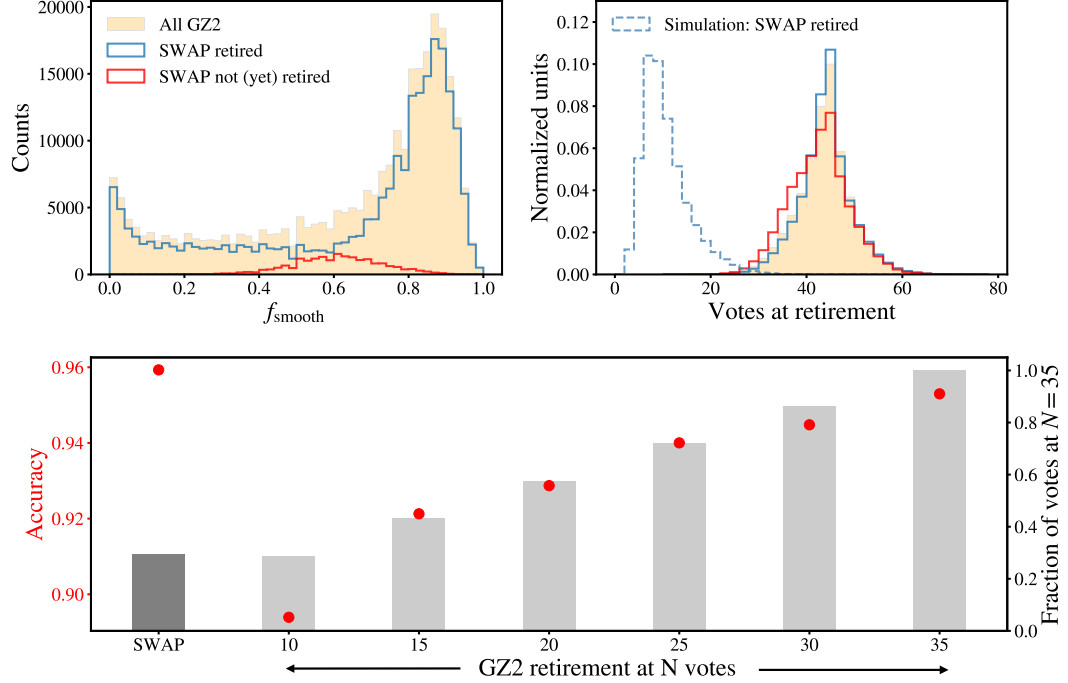 All GZ2
SWAP retired
SWAP not (yet) retired
Counts
20000
15000
10000
5000
0
0.0 0.2 0.4 0.6 0.8 1.0
f_smooth
Simulation: SWAP retired
Normalized units
0.12
0.10
0.08
0.06
0.04
0.02
0.00
0 20 40 60 80
Votes at retirement
Accuracy
0.96
0.94
0.92
0.90
Fraction of votes at N = 35
1.0
0.8
0.6
0.4
0.2
0.0
SWAP 10 15 20 25 30 35
GZ2 retirement at N votes